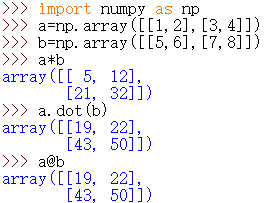 >>> import numpy as np
>>> a=np.array([[1,2],[3,4]])
>>> b=np.array([[5,6],[7,8]])
>>> a*b
array([[ 5, 12],
       [21, 32]])
>>> a.dot(b)
array([[19, 22],
       [43, 50]])
>>> a@b
array([[19, 22],
       [43, 50]])